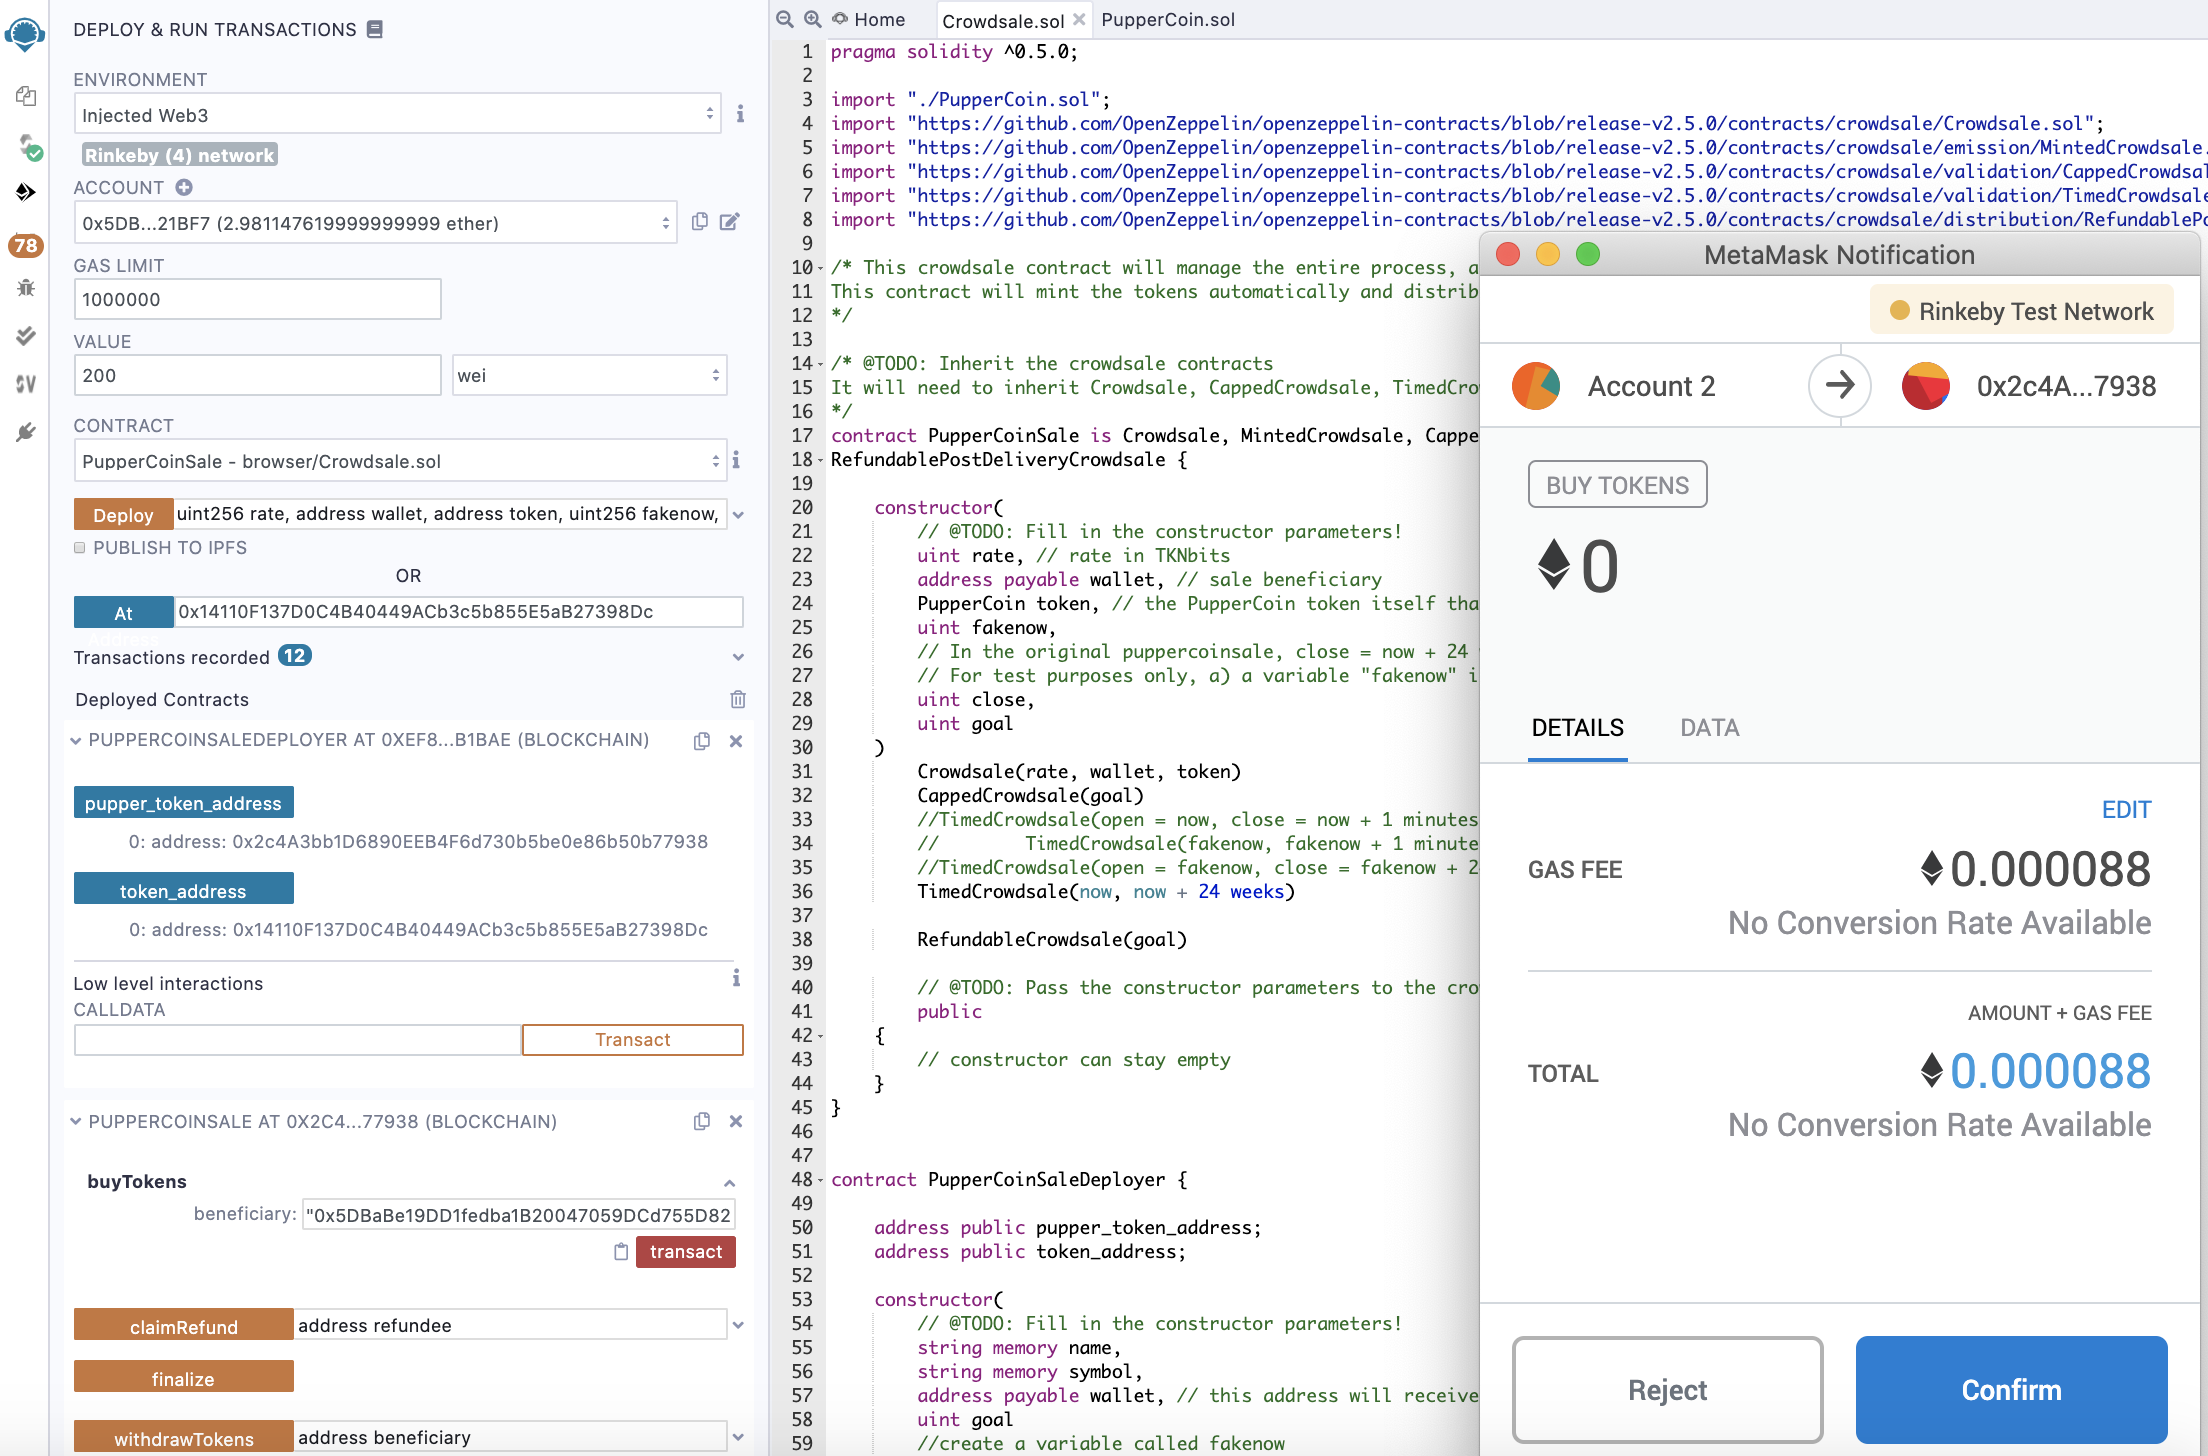 DEPLOY & RUN TRANSACTIONS
ENVIRONMENT
Injected Web3
Rinkeby (4) network
ACCOUNT
0x5DB...21BF7 (2.981147619999999999 ether)
78
GAS LIMIT
1000000
VALUE
200
wei
CONTRACT
PupperCoinSale - browser/Crowdsale.sol
Deploy
uint256 rate, address wallet, address token, uint256 fakenow,
PUBLISH TO IPFS
OR
At
0x14110F137D0C4B40449ACb3c5b855E5aB27398Dc
Transactions recorded 12
Deployed Contracts
PUPPERCOINSALEDEPLOYER AT 0XEF8...B1BAE (BLOCKCHAIN)
pupper_token_address
0: address: 0x2c4A3bb1D6890EEB4F6d730b5be0e86b50b77938
token_address
0: address: 0x14110F137D0C4B40449ACb3c5b855E5aB27398Dc
Low level interactions
CALLDATA
Transact
PUPPERCOINSALE AT 0X2C4...77938 (BLOCKCHAIN)
buyTokens
beneficiary: "0x5DBaBe19DD1fedba1B20047059DCd755D82
transact
claimRefund
address refundee
finalize
withdrawTokens
address beneficiary
Home
Crowdsale.sol
PupperCoin.sol
1 pragma solidity ^0.5.0;
2
3 import "./PupperCoin.sol";
4 import "https://github.com/OpenZeppelin/openzeppelin-contracts/blob/release-v2.5.0/contracts/crowdsale/Crowdsale.sol";
5 import "https://github.com/OpenZeppelin/openzeppelin-contracts/blob/release-v2.5.0/contracts/crowdsale/emission/MintedCrowdsale.
6 import "https://github.com/OpenZeppelin/openzeppelin-contracts/blob/release-v2.5.0/contracts/crowdsale/validation/CappedCrowdsal
7 import "https://github.com/OpenZeppelin/openzeppelin-contracts/blob/release-v2.5.0/contracts/crowdsale/validation/TimedCrowdsale
8 import "https://github.com/OpenZeppelin/openzeppelin-contracts/blob/release-v2.5.0/contracts/crowdsale/distribution/RefundablePo
9
10 /* This crowdsale contract will manage the entire process, a
11 This contract will mint the tokens automatically and distrib
12 */
13
14 /* @TODO: Inherit the crowdsale contracts
15 It will need to inherit Crowdsale, CappedCrowdsale, TimedCro
16 */
17 contract PupperCoinSale is Crowdsale, MintedCrowdsale, Cappe
18 RefundablePostDeliveryCrowdsale {
19
20 constructor(
21 // @TODO: Fill in the constructor parameters!
22 uint rate, // rate in TKNbits
23 address payable wallet, // sale beneficiary
24 PupperCoin token, // the PupperCoin token itself tha
25 uint fakenow,
26 // In the original puppercoinsale, close = now + 24
27 // For test purposes only, a) a variable "fakenow" i
28 uint close,
29 uint goal
30 )
31 Crowdsale(rate, wallet, token)
32 CappedCrowdsale(goal)
33 //TimedCrowdsale(open = now, close = now + 1 minutes
34 // TimedCrowdsale(fakenow, fakenow + 1 minute
35 //TimedCrowdsale(open = fakenow, close = fakenow + 2
36 TimedCrowdsale(now, now + 24 weeks)
37
38 RefundableCrowdsale(goal)
39
40 // @TODO: Pass the constructor parameters to the cro
41 public
42 {
43 // constructor can stay empty
44 }
45 }
46
47
48 contract PupperCoinSaleDeployer {
49
50 address public pupper_token_address;
51 address public token_address;
52
53 constructor(
54 // @TODO: Fill in the constructor parameters!
55 string memory name,
56 string memory symbol,
57 address payable wallet, // this address will receive
58 uint goal
59 //create a variable called fakenow
MetaMask Notification
Rinkeby Test Network
Account 2
0x2c4A...7938
BUY TOKENS
0
DETAILS
DATA
EDIT
GAS FEE
0.000088
No Conversion Rate Available
AMOUNT + GAS FEE
TOTAL
0.000088
No Conversion Rate Available
Reject
Confirm